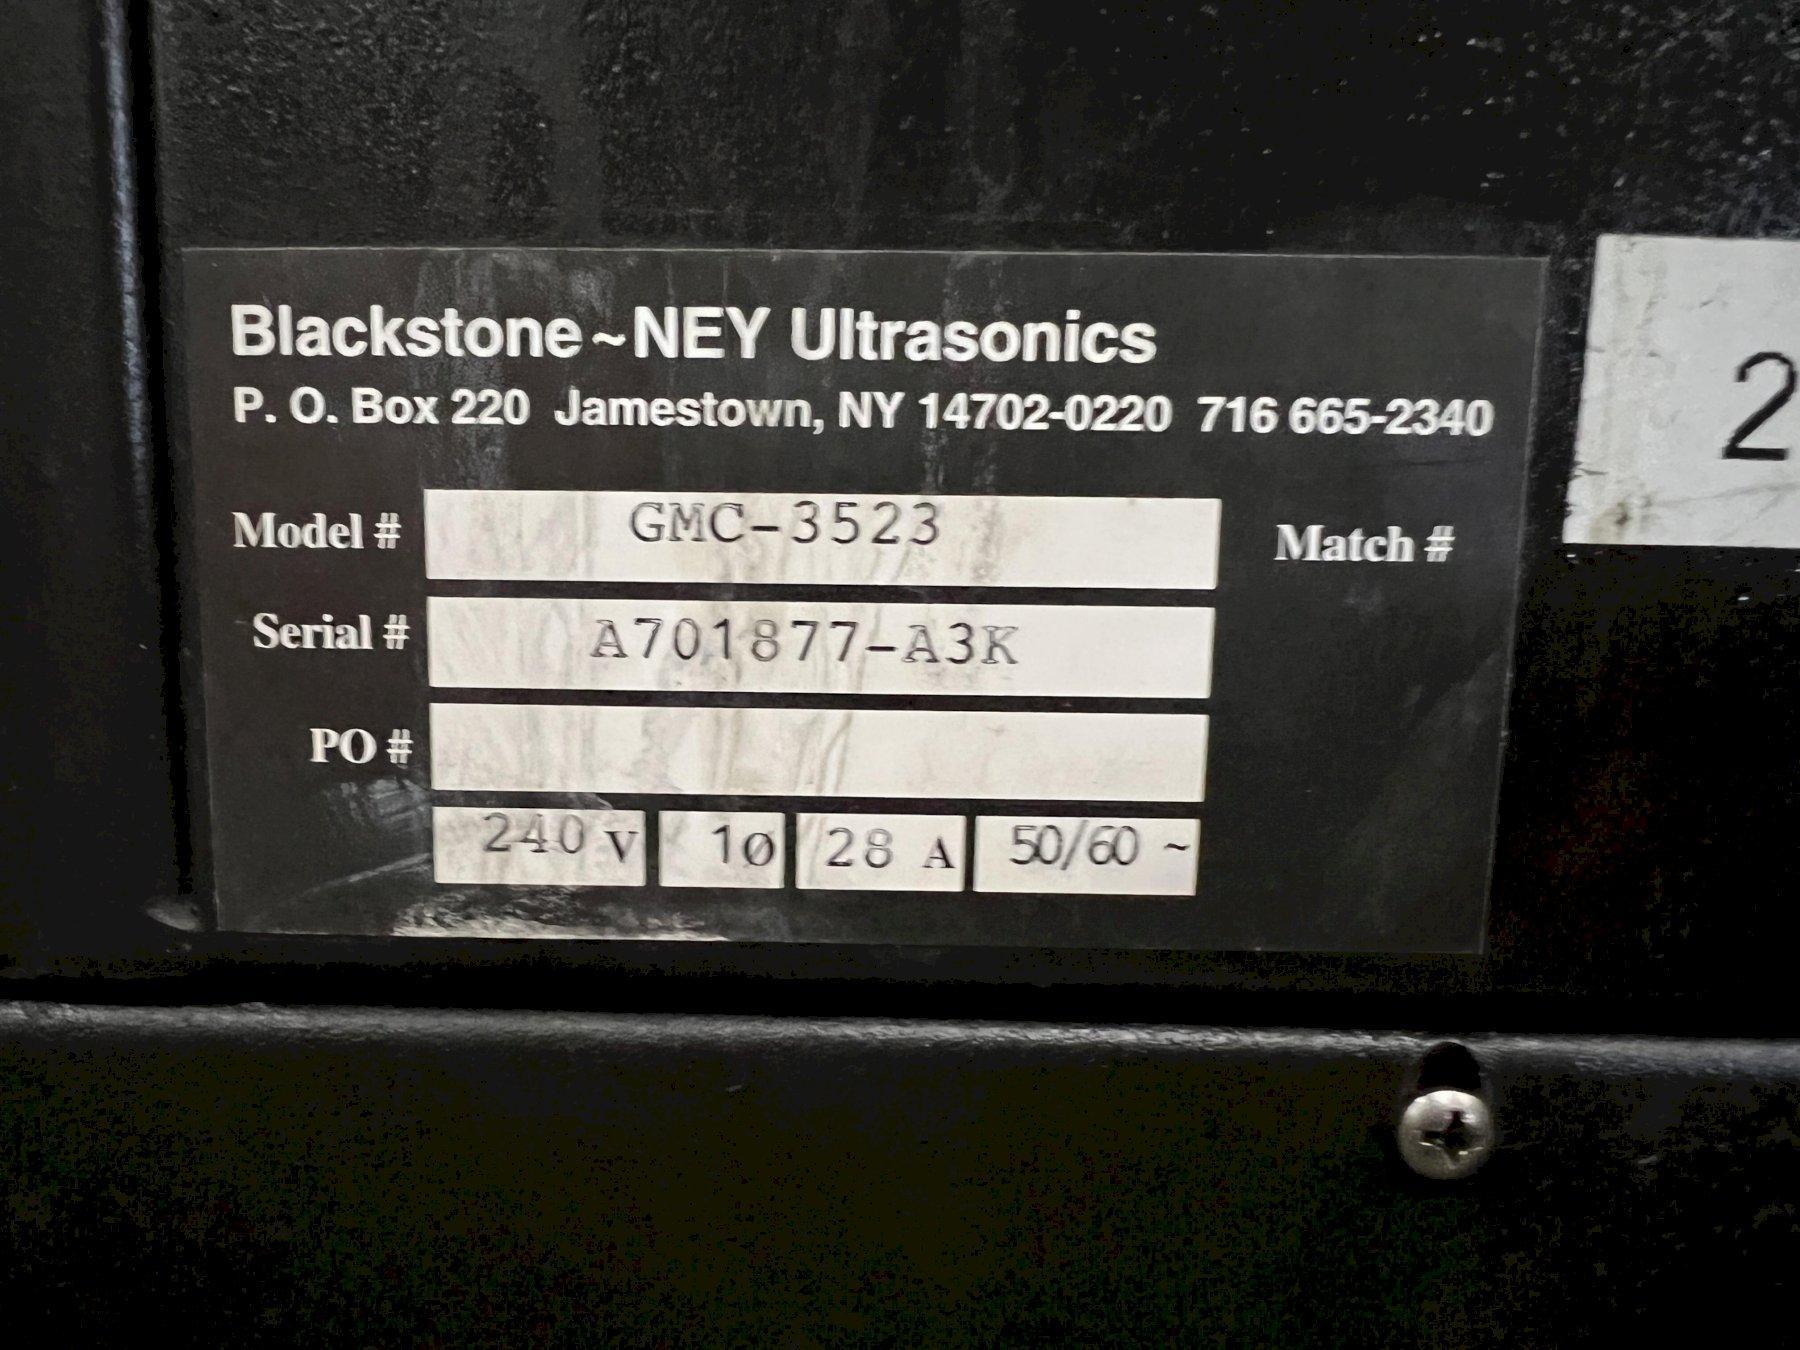 Blackstone~NEY Ultrasonics
P. O. Box 220 Jamestown, NY 14702-0220 716 665-2340
Model # GMC-3523 Match #
2
Serial # A701877-A3K
PO #
240 V 1ø 28 A 50/60 ~